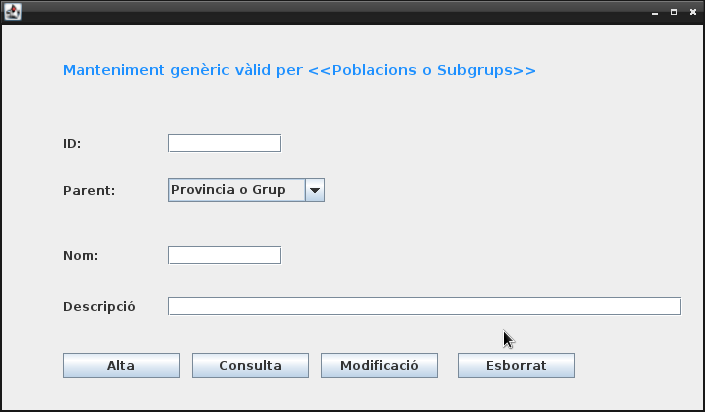 Manteniment genèric vàlid per <<Poblacions o Subgrups>>
ID:
Parent: Provincia o Grup
Nom:
Descripció
Alta Consulta Modificació Esborrat